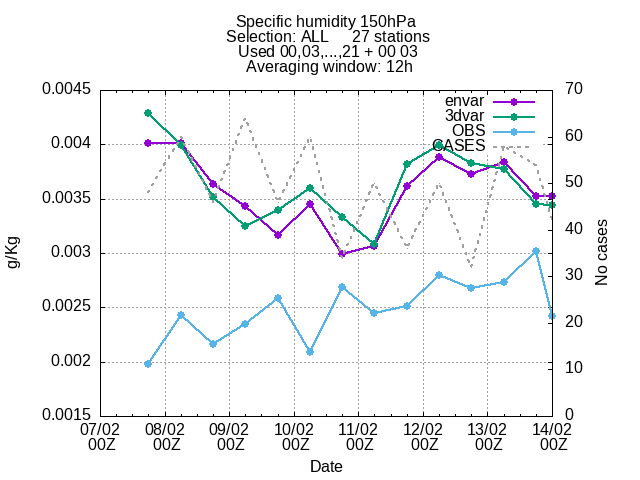 Specific humidity 150hPa
Selection: ALL     27 stations
Used 00,03,...,21 + 00 03
Averaging window: 12h
0.0045
0.004
0.0035
0.003
0.0025
0.002
0.0015
g/Kg
envar
3dvar
OBS
CASES
70
60
50
40
30
20
10
0
No cases
07/02 08/02 09/02 10/02 11/02 12/02 13/02 14/02
00Z 00Z 00Z 00Z 00Z 00Z 00Z 00Z
Date